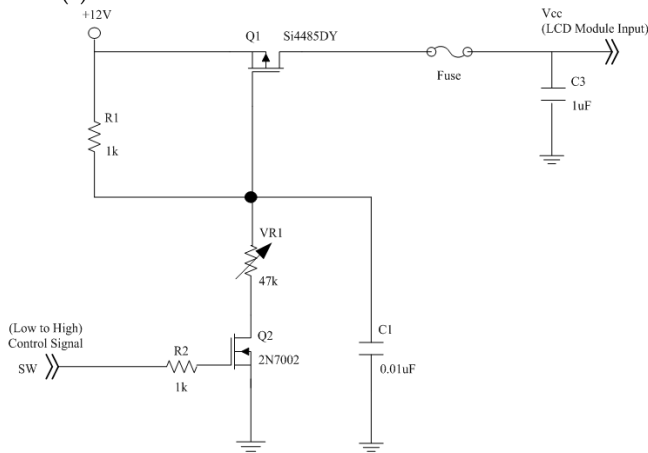 +12V
Q1
Si4485DY
Vcc
(LCD Module Input)
Fuse
C3
1uF
R1
1k
VR1
47k
(Low to High)
Control Signal
SW
R2
1k
Q2
2N7002
C1
0.01uF